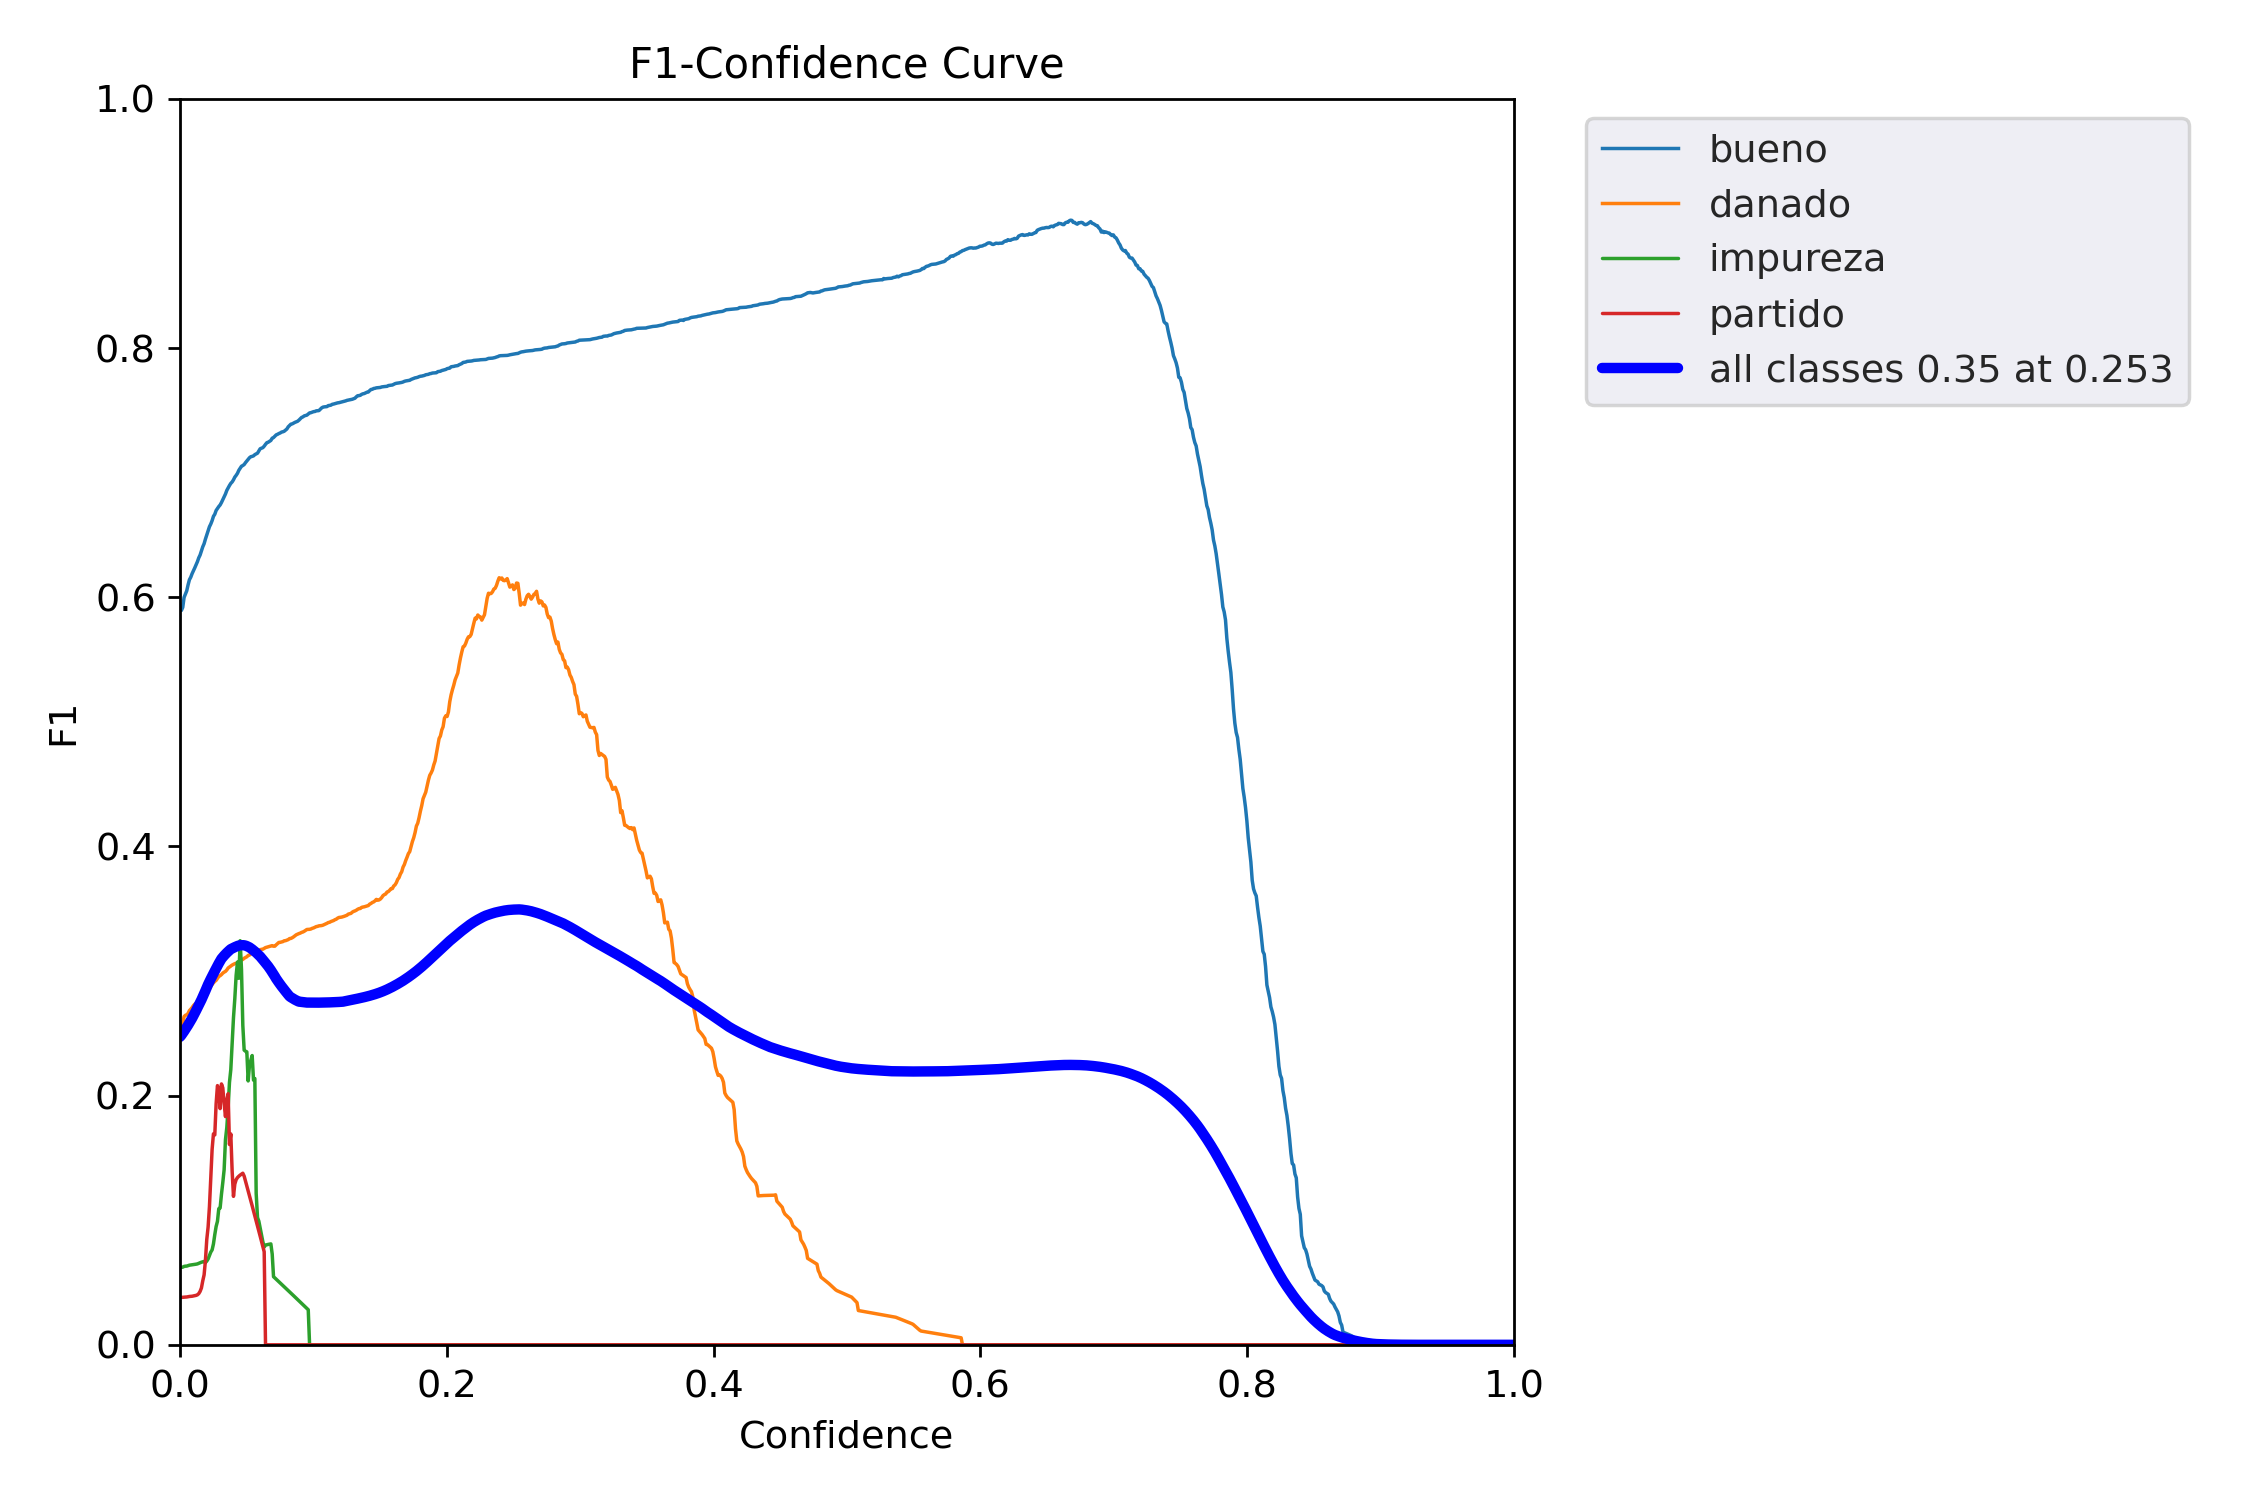 F1-Confidence Curve
1.0
0.8
0.6
0.4
0.2
0.0
F1
0.0 0.2 0.4 0.6 0.8 1.0
Confidence
bueno
danado
impureza
partido
all classes 0.35 at 0.253